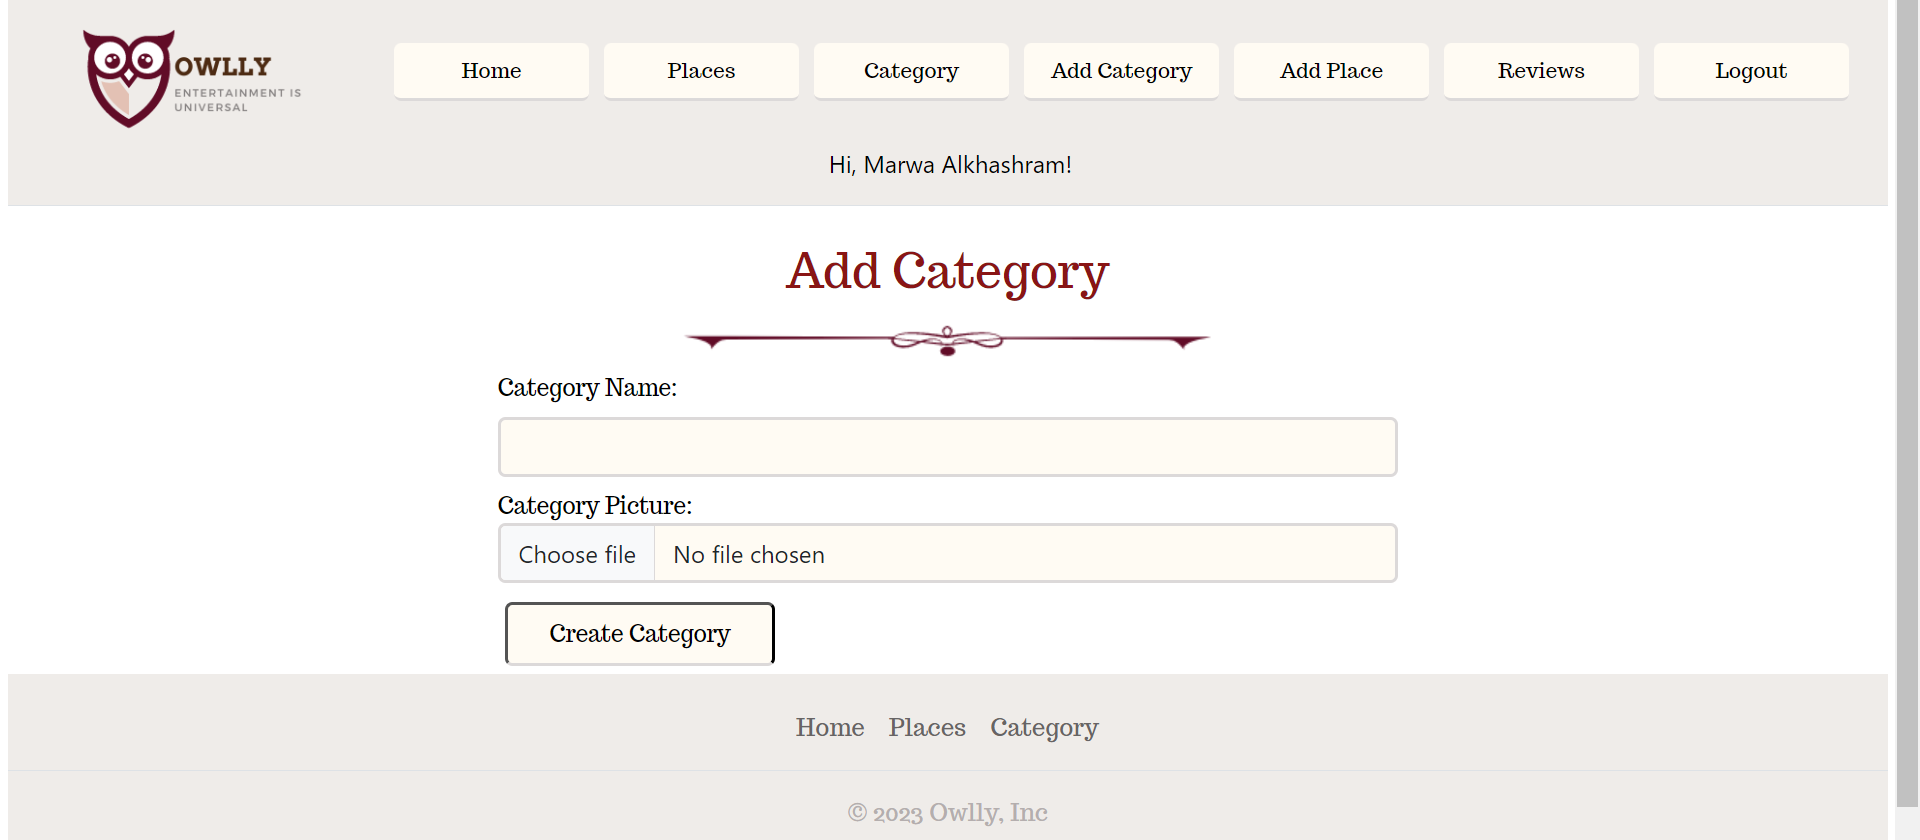 OWLLY
ENTERTAINMENT IS
UNIVERSAL
Home Places Category Add Category Add Place Reviews Logout
Hi, Marwa Alkhashram!
Add Category
Category Name:
Category Picture:
Choose file No file chosen
Create Category
Home Places Category
© 2023 Owlly, Inc